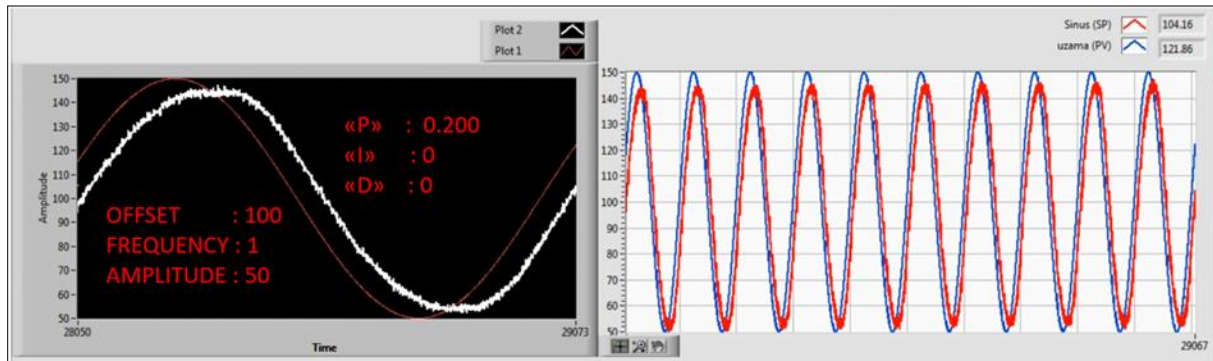 Plot 2
Plot 1
Amplitude
150
140
130
120
110
100
90
80
70
60
50
28050
29073
Time
«P» : 0.200
«I» : 0
«D» : 0
OFFSET : 100
FREQUENCY : 1
AMPLITUDE : 50
Sinus (SP) 104.16
uzama (PV) 121.86
150
140
130
120
110
100
90
80
70
60
50
29067